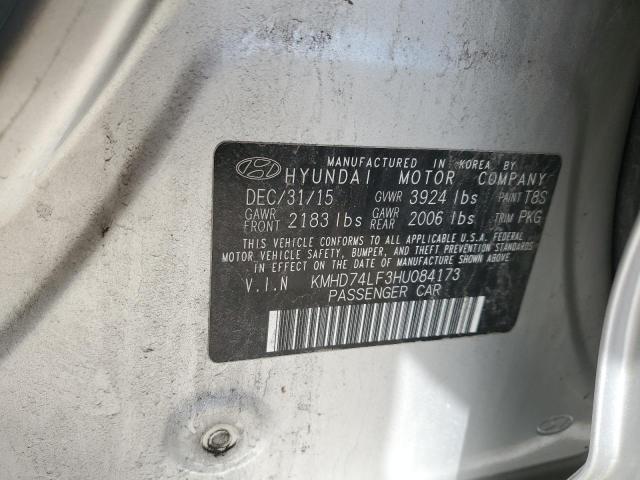 MANUFACTURED IN KOREA BY
HYUNDAI MOTOR COMPANY
DEC/31/15 GVWR 3924 lbs PAINT T8S
GAWR FRONT 2183 lbs GAWR REAR 2006 lbs TRIM PKG
THIS VEHICLE CONFORMS TO ALL APPLICABLE U.S.A. FEDERAL
MOTOR VEHICLE SAFETY, BUMPER, AND THEFT PREVENTION STANDARDS
IN EFFECT ON THE DATE OF MANUFACTURE SHOWN ABOVE.
V.I.N KMHD74LF3HU084173
PASSENGER CAR